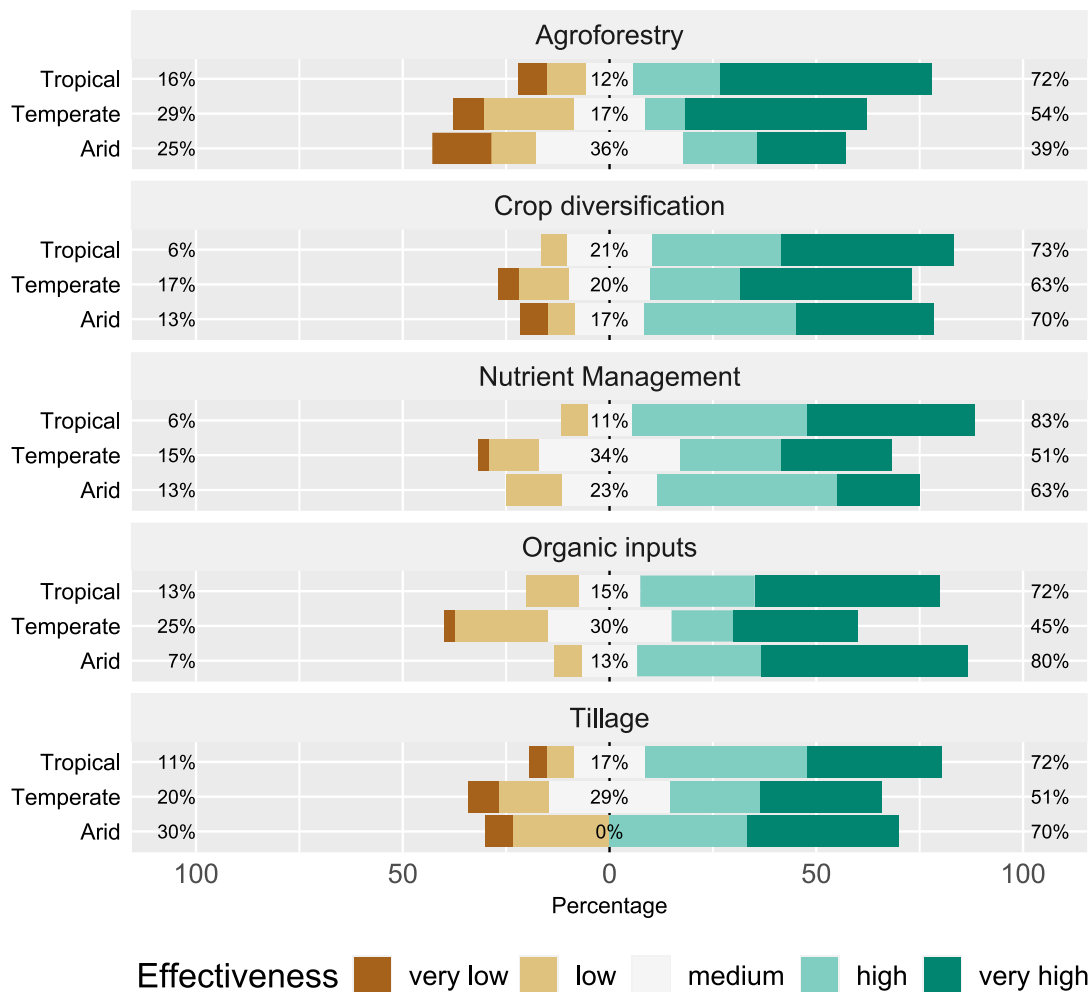 Agroforestry
Tropical 16% 12% 72%
Temperate 29% 17% 54%
Arid 25% 36% 39%
Crop diversification
Tropical 6% 21% 73%
Temperate 17% 20% 63%
Arid 13% 17% 70%
Nutrient Management
Tropical 6% 11% 83%
Temperate 15% 34% 51%
Arid 13% 23% 63%
Organic inputs
Tropical 13% 15% 72%
Temperate 25% 30% 45%
Arid 7% 13% 80%
Tillage
Tropical 11% 17% 72%
Temperate 20% 29% 51%
Arid 30% 0% 70%
100 50 0 50 100
Percentage
Effectiveness very low low medium high very high